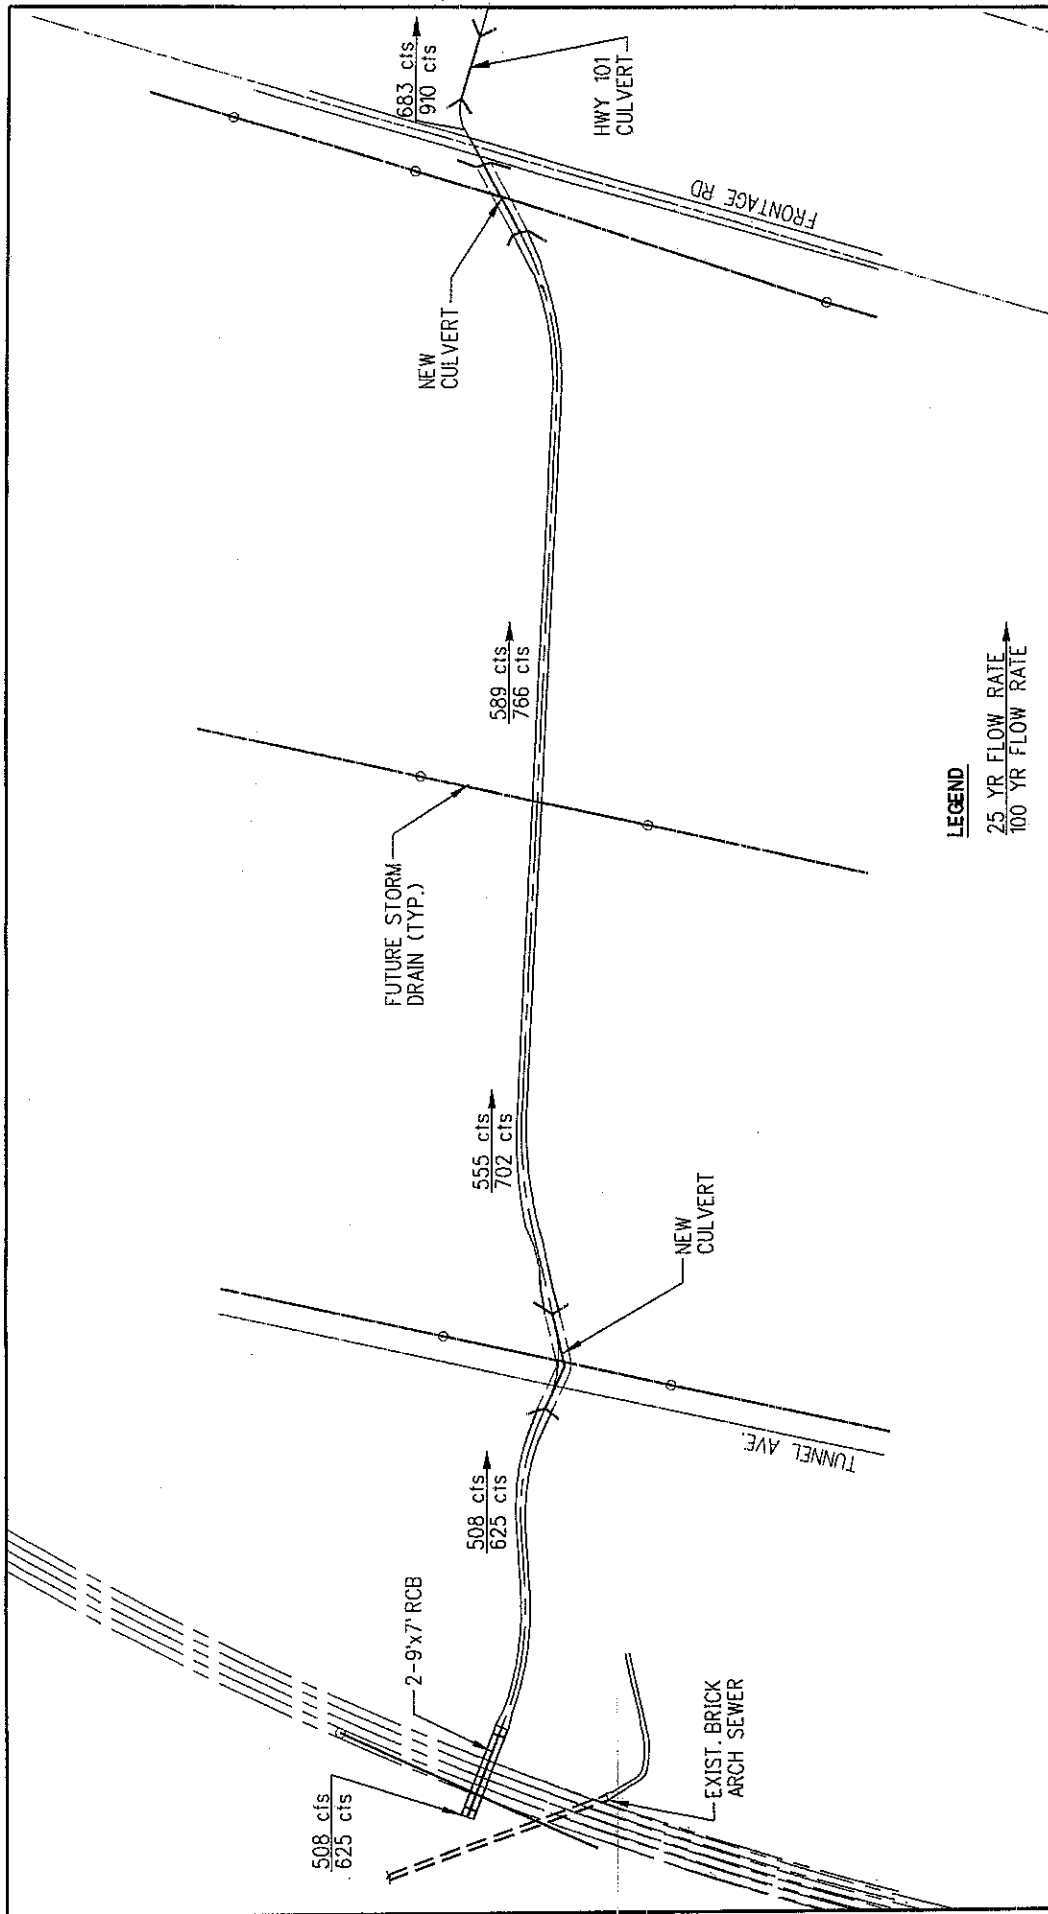 683 cfs
910 cfs
HWY 101
CULVERT
FRONTAGE RD
NEW
CULVERT
589 cfs
766 cfs
FUTURE STORM
DRAIN (TYP.)
555 cfs
702 cfs
NEW
CULVERT
TUNNEL AVE.
508 cfs
625 cfs
2-9'x7' RCB
508 cfs
625 cfs
EXIST. BRICK
ARCH SEWER
LEGEND
25 YR FLOW RATE
100 YR FLOW RATE